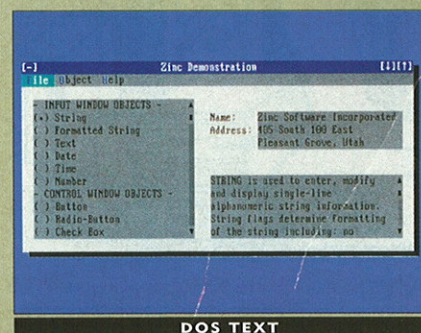 [-] Zinc Demonstration [↓][↑]
File Object Help
- INPUT WINDOW OBJECTS -
(•) String
( ) Formatted String
( ) Text
( ) Date
( ) Time
( ) Number
- CONTROL WINDOW OBJECTS -
( ) Button
( ) Radio-Button
( ) Check Box
Name: Zinc Software Incorporated
Address: 405 South 100 East
Pleasant Grove, Utah
STRING is used to enter, modify
and display single-line
alphanumeric string information.
String flags determine formatting
of the string including: no
DOS TEXT